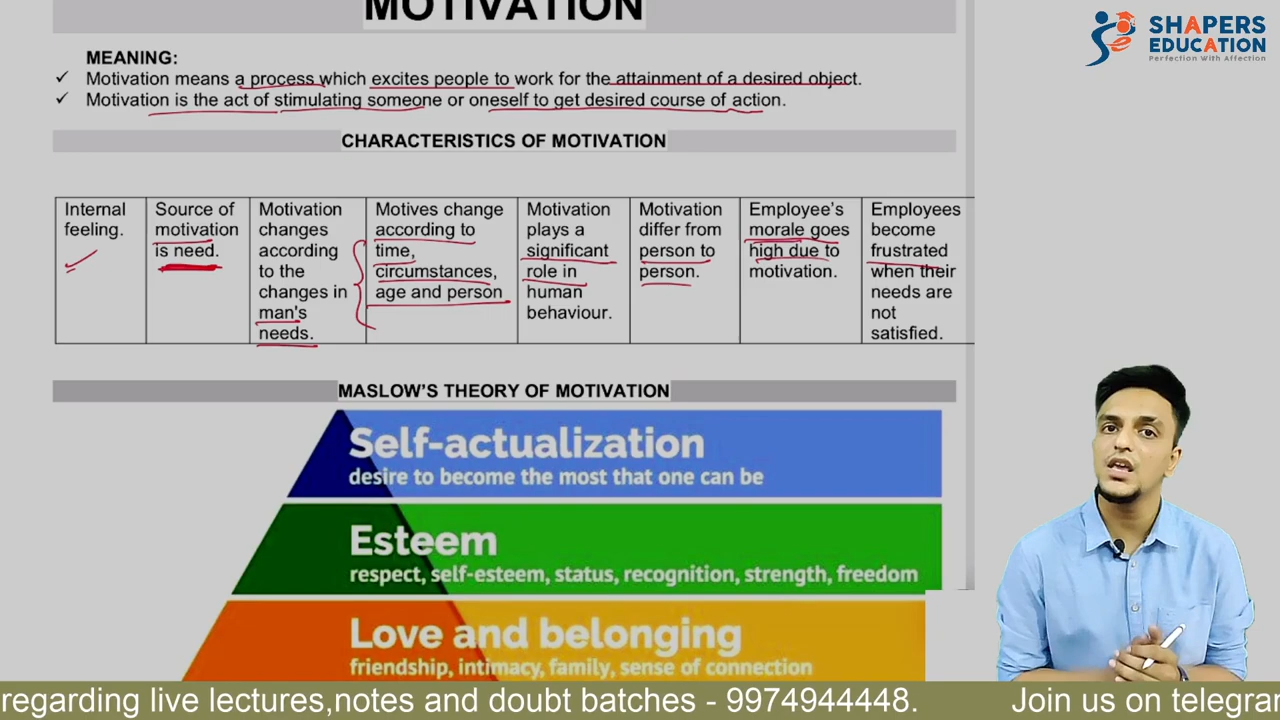 MOTIVATION
SHAPERS
EDUCATION
Perfection With Affection
MEANING:
✓ Motivation means a process which excites people to work for the attainment of a desired object.
✓ Motivation is the act of stimulating someone or oneself to get desired course of action.
CHARACTERISTICS OF MOTIVATION
Internal
feeling.
Source of
motivation
is need.
Motivation
changes
according
to the
changes in
man's
needs.
Motives change
according to
time,
circumstances,
age and person
Motivation
plays a
significant
role in
human
behaviour.
Motivation
differ from
person to
person.
Employee's
morale goes
high due to
motivation.
Employees
become
frustrated
when their
needs are
not
satisfied.
MASLOW'S THEORY OF MOTIVATION
Self-actualization
desire to become the most that one can be
Esteem
respect, self-esteem, status, recognition, strength, freedom
Love and belonging
friendship, intimacy, family, sense of connection
regarding live lectures,notes and doubt batches - 9974944448. Join us on telegra